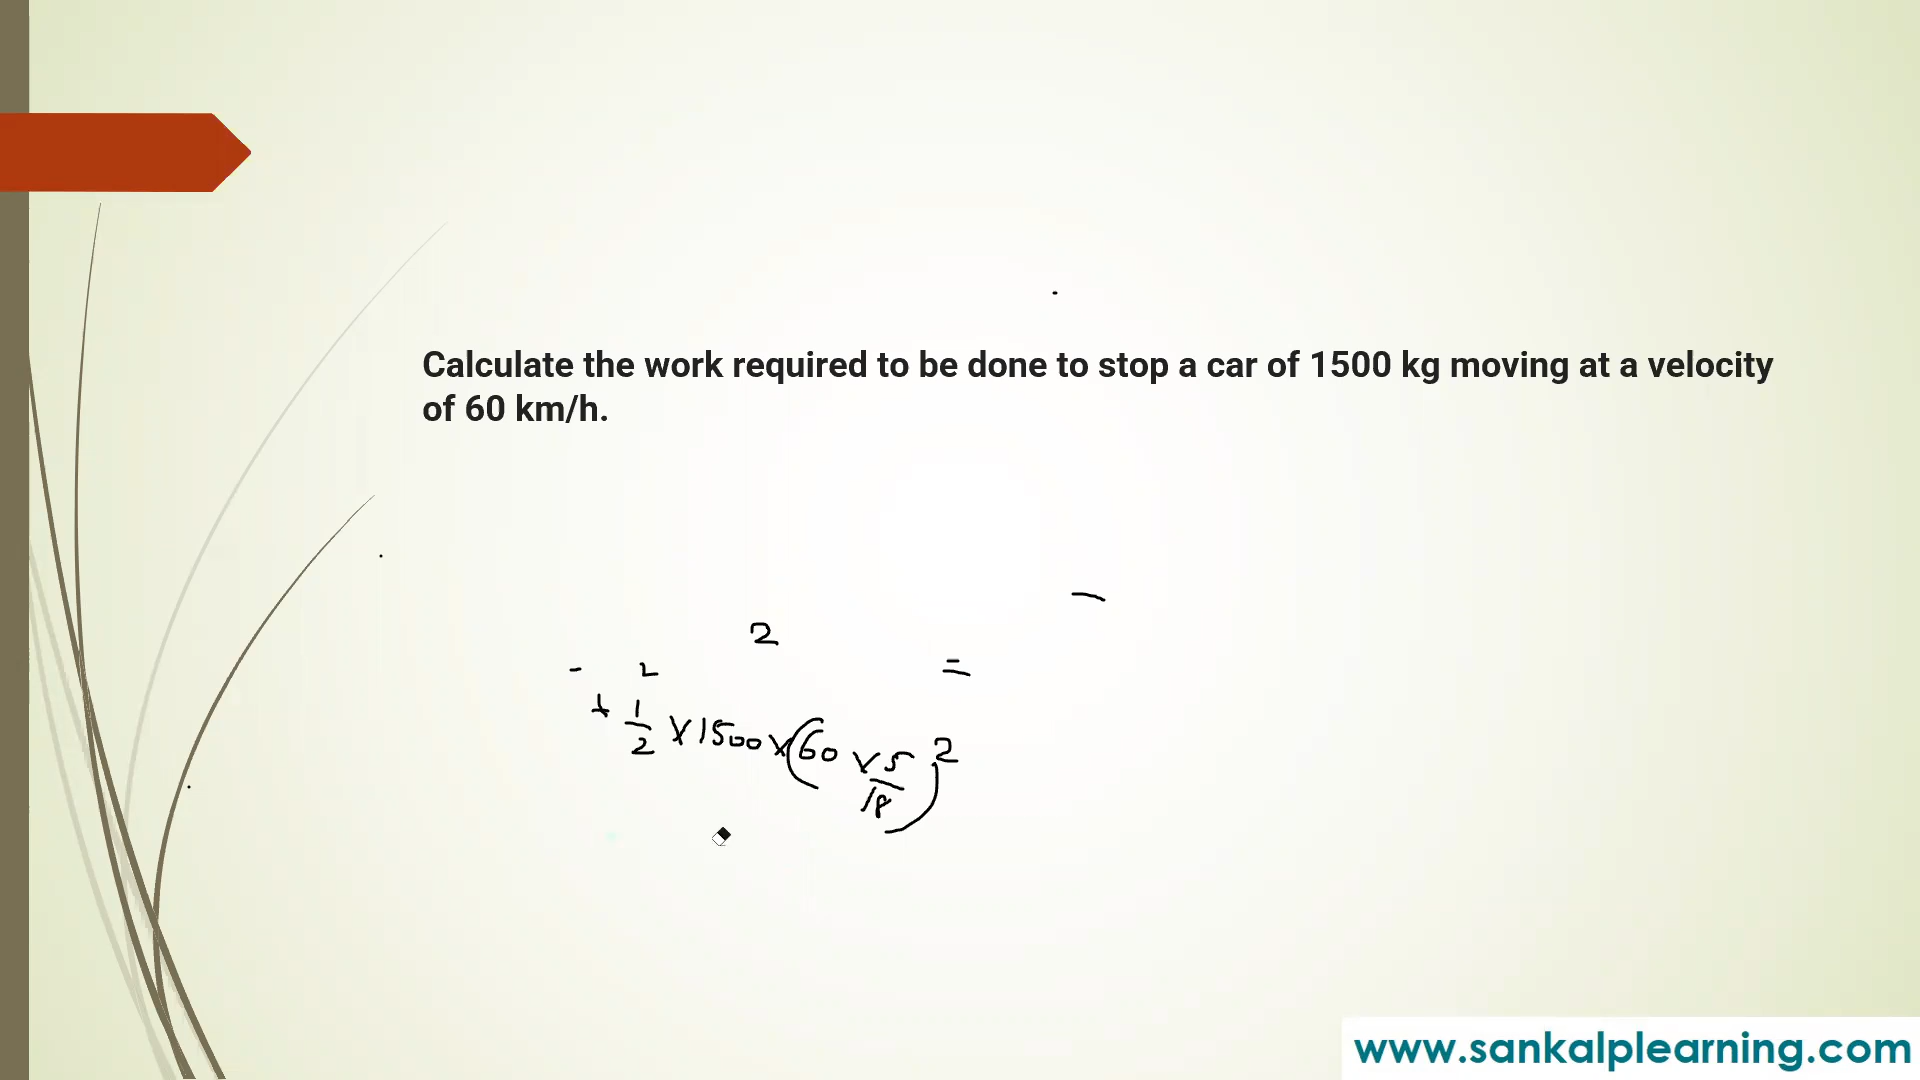 Calculate the work required to be done to stop a car of 1500 kg moving at a velocity
of 60 km/h.
2
- 2 =
+ 1/2 × 1500 × (60 × 5/18)^2
www.sankalplearning.com